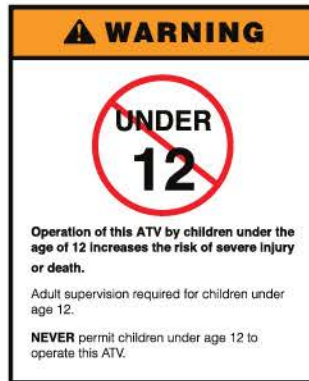 WARNING
UNDER
12
Operation of this ATV by children under the
age of 12 increases the risk of severe injury
or death.
Adult supervision required for children under
age 12.
NEVER permit children under age 12 to
operate this ATV.